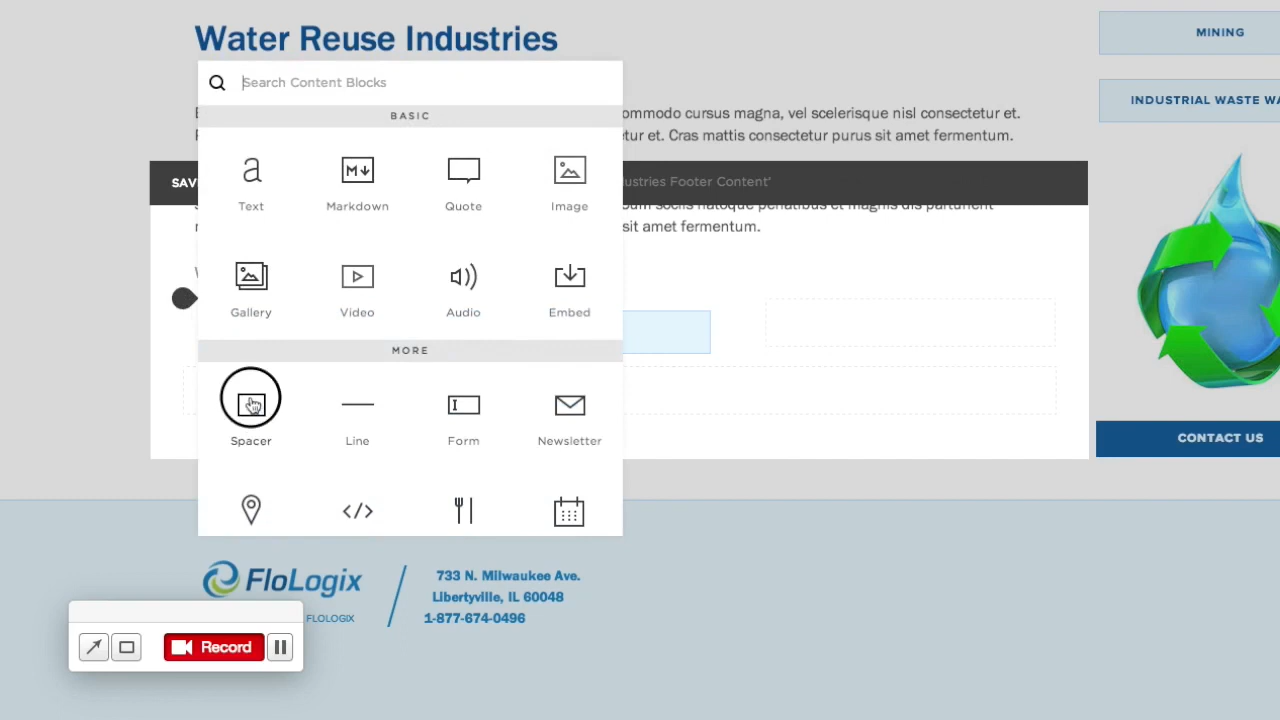 Water Reuse Industries
MINING
Search Content Blocks
BASIC
INDUSTRIAL WASTE WA
ommodo cursus magna, vel scelerisque nisl consectetur et.
tur et. Cras mattis consectetur purus sit amet fermentum.
a
M
SAV
ustries Footer Content'
Text
Markdown
Quote
Image
sit amet fermentum.
Gallery
Video
Audio
Embed
MORE
Spacer
Line
Form
Newsletter
CONTACT US
</>
FloLogix
733 N. Milwaukee Ave.
Libertyville, IL 60048
FLOLOGIX
1-877-674-0496
Record